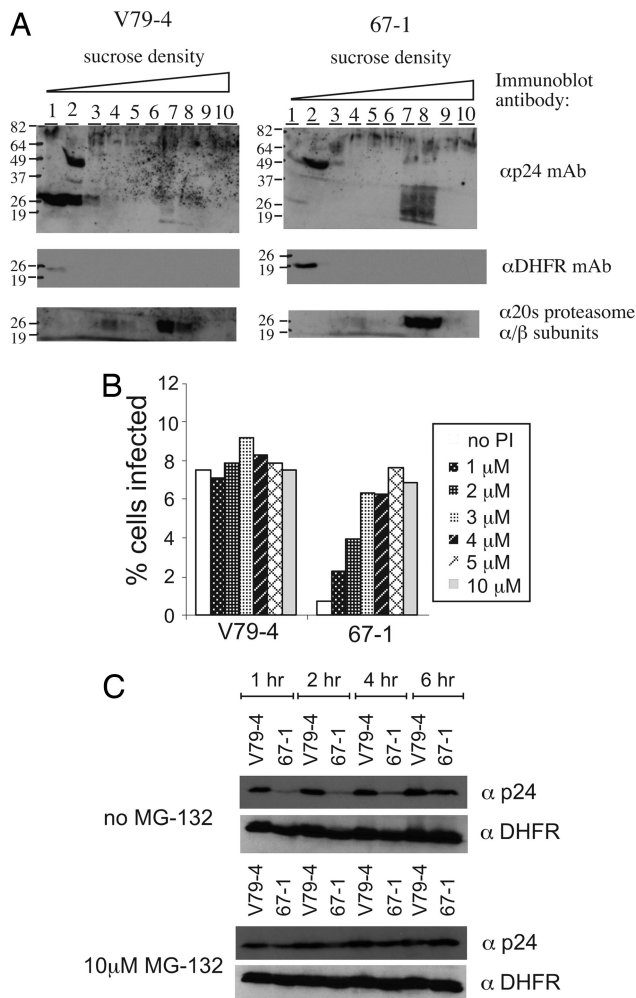 A
V79-4
67-1
sucrose density
sucrose density
Immunoblot antibody:
1 2 3 4 5 6 7 8 9 10
1 2 3 4 5 6 7 8 9 10
82
64
49
37
26
19
82
64
49
37
26
19
αp24 mAb
26
19
26
19
αDHFR mAb
26
19
26
19
α20s proteasome
α/β subunits
B
% cells infected
12
10
8
6
4
2
0
V79-4
67-1
no PI
1 μM
2 μM
3 μM
4 μM
5 μM
10 μM
C
1 hr 2 hr 4 hr 6 hr
V79-4 67-1 V79-4 67-1 V79-4 67-1 V79-4 67-1
no MG-132
α p24
α DHFR
V79-4 67-1 V79-4 67-1 V79-4 67-1 V79-4 67-1
10μM MG-132
α p24
α DHFR